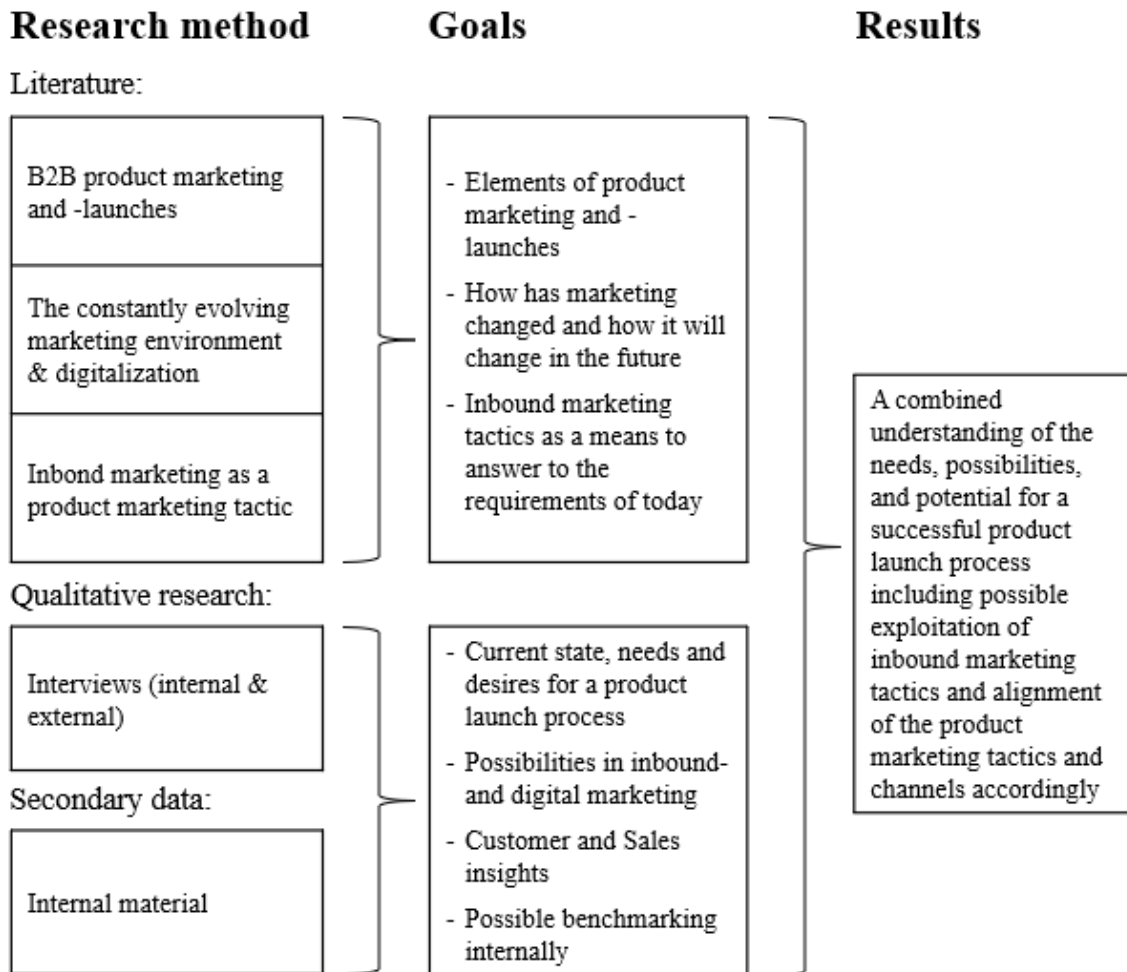 Research method
Goals
Results
Literature:
B2B product marketing
and -launches
The constantly evolving
marketing environment
& digitalization
Inbond marketing as a
product marketing tactic
- Elements of product
marketing and -
launches
- How has marketing
changed and how it will
change in the future
- Inbound marketing
tactics as a means to
answer to the
requirements of today
Qualitative research:
Interviews (internal &
external)
Secondary data:
Internal material
- Current state, needs and
desires for a product
launch process
- Possibilities in inbound-
and digital marketing
- Customer and Sales
insights
- Possible benchmarking
internally
A combined
understanding of the
needs, possibilities,
and potential for a
successful product
launch process
including possible
exploitation of
inbound marketing
tactics and alignment
of the product
marketing tactics and
channels accordingly